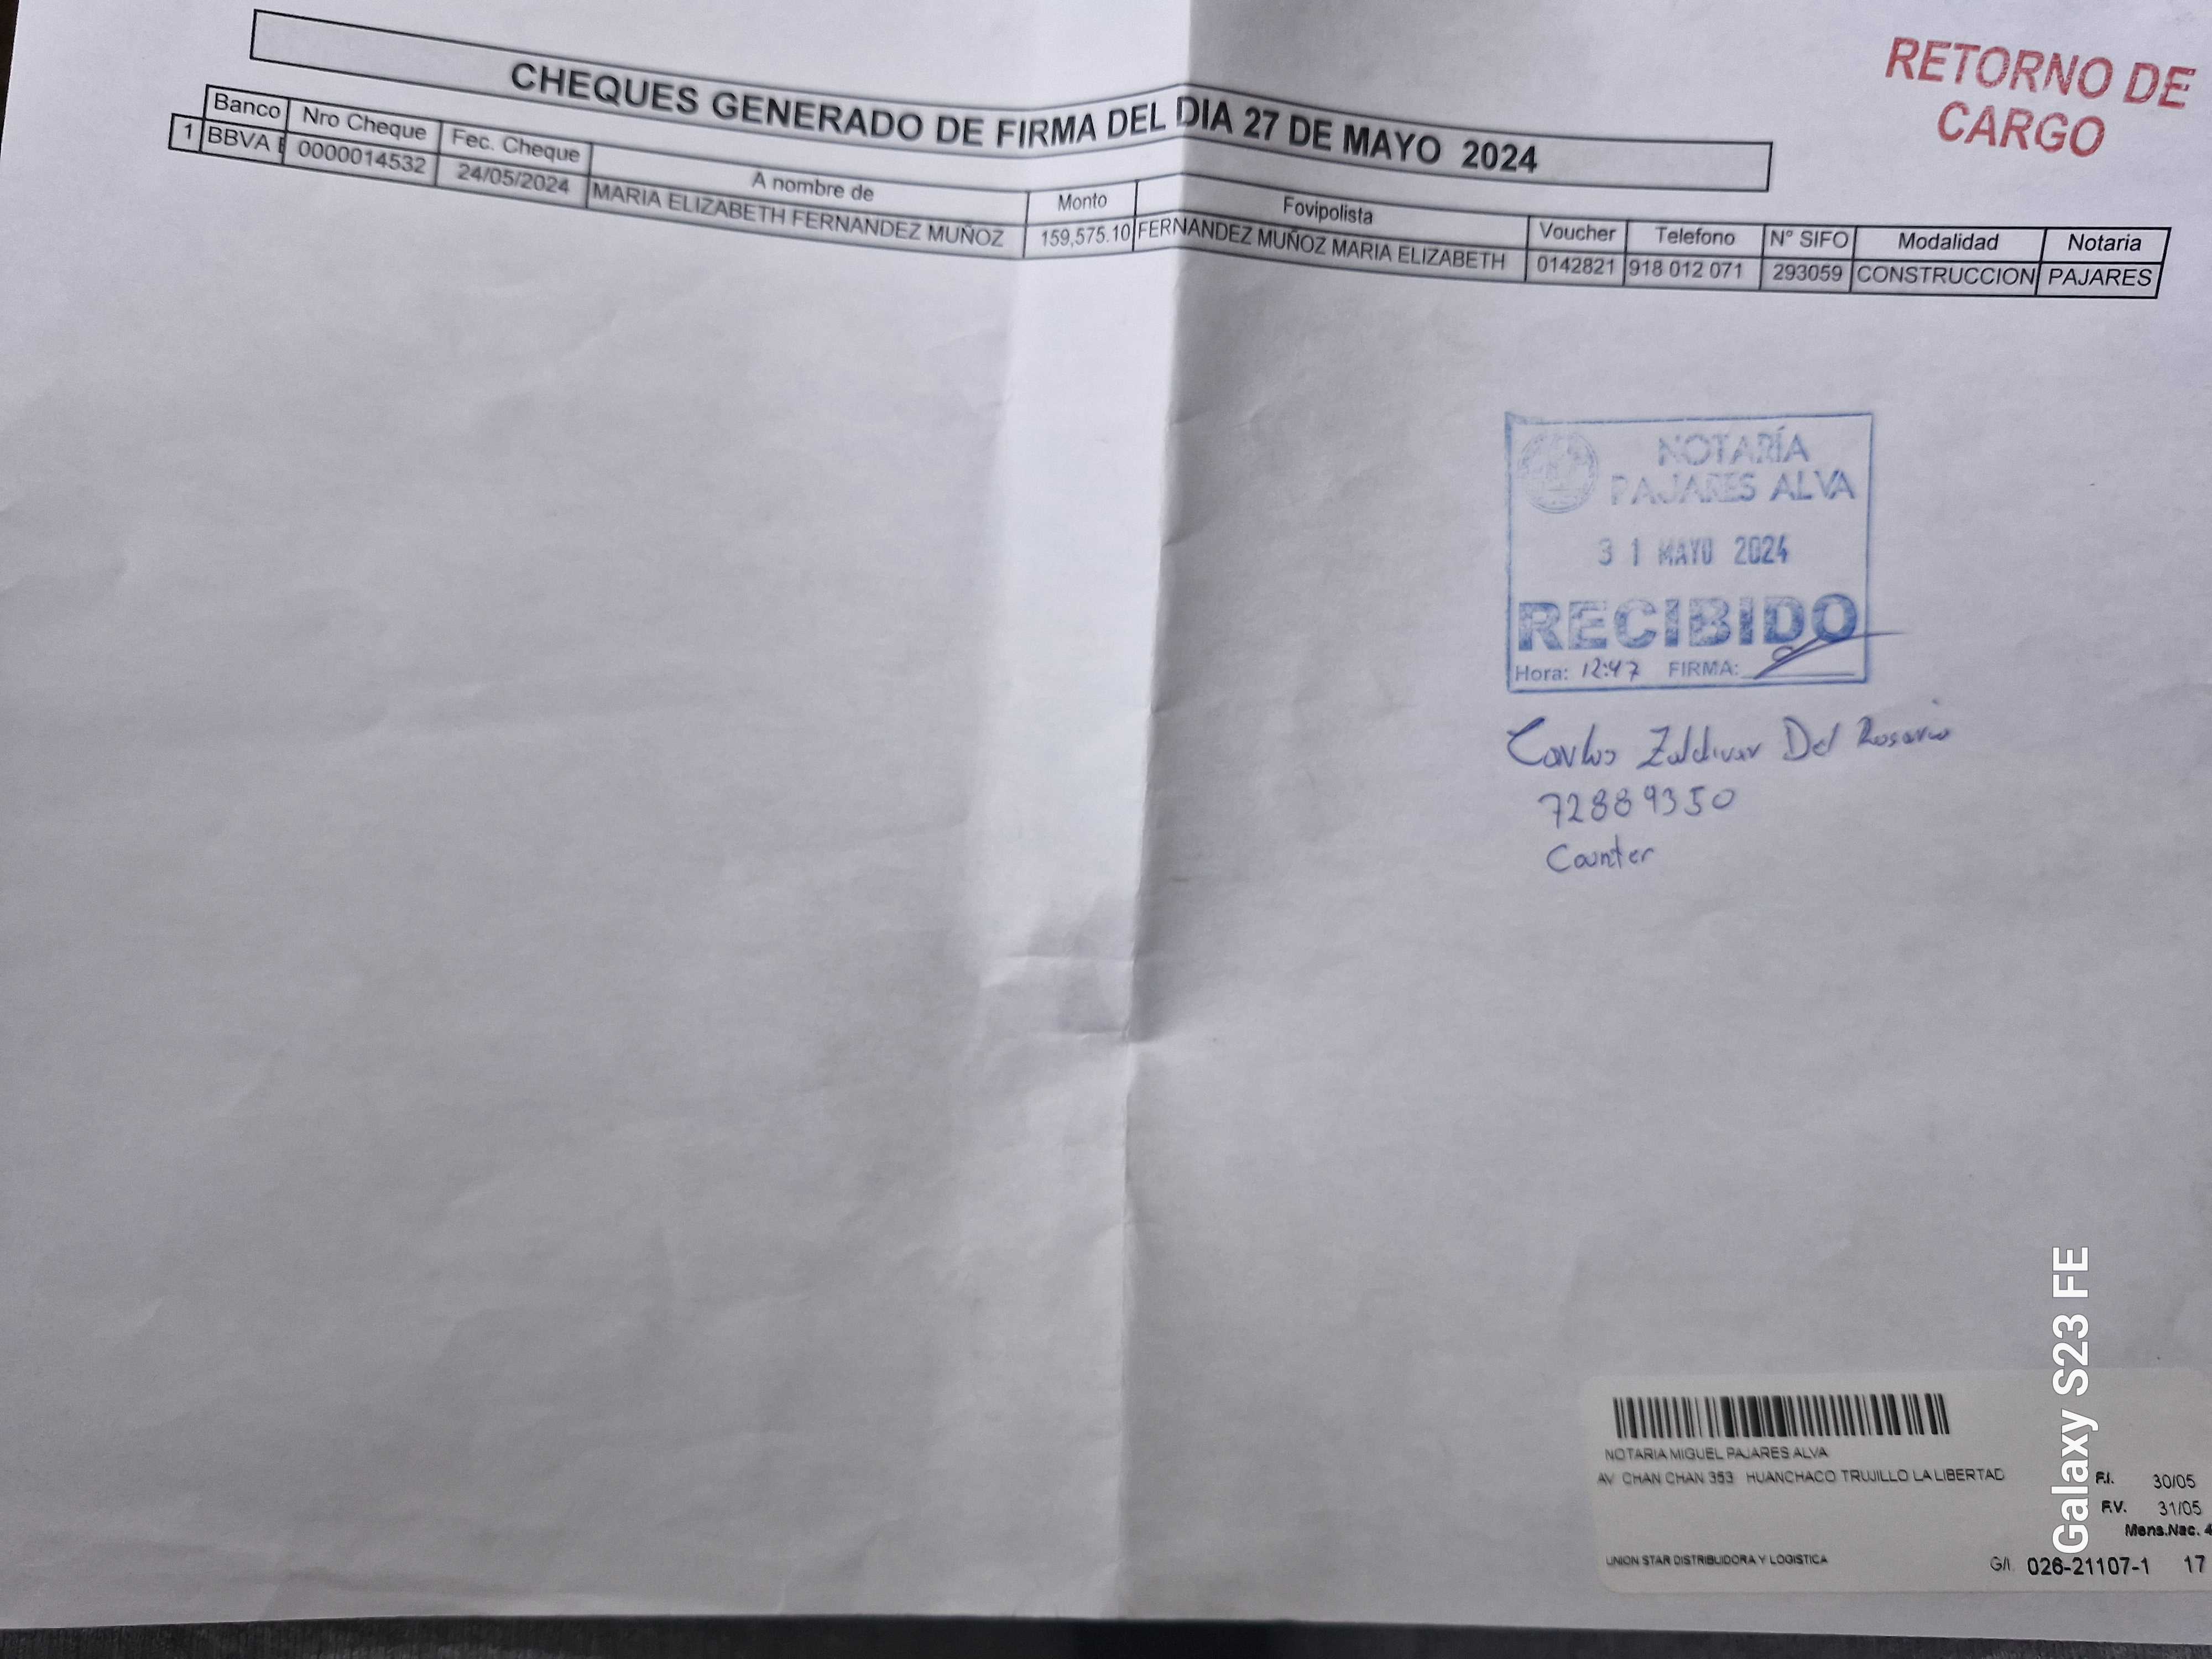 RETORNO DE
CARGO
CHEQUES GENERADO DE FIRMA DEL DIA 27 DE MAYO 2024
Banco Nro Cheque Fec. Cheque A nombre de Monto Fovipolista Voucher Telefono N° SIFO Modalidad Notaria
1 BBVA 0000014532 24/05/2024 MARIA ELIZABETH FERNANDEZ MUÑOZ 159,575.10 FERNANDEZ MUÑOZ MARIA ELIZABETH 0142821 918 012 071 293059 CONSTRUCCION PAJARES
NOTARÍA
PAJARES ALVA
31 MAYO 2024
RECIBIDO
Hora: 12:47 FIRMA:
Carlos Zaldivar Del Rosario
72889350
Counter
NOTARIA MIGUEL PAJARES ALVA
AV CHAN CHAN 353 HUANCHACO TRUJILLO LA LIBERTAD
F.I. 30/05
F.V. 31/05
Mens.Nac. 4
UNION STAR DISTRIBUIDORA Y LOGISTICA
G/I 026-21107-1 17
Galaxy S23 FE